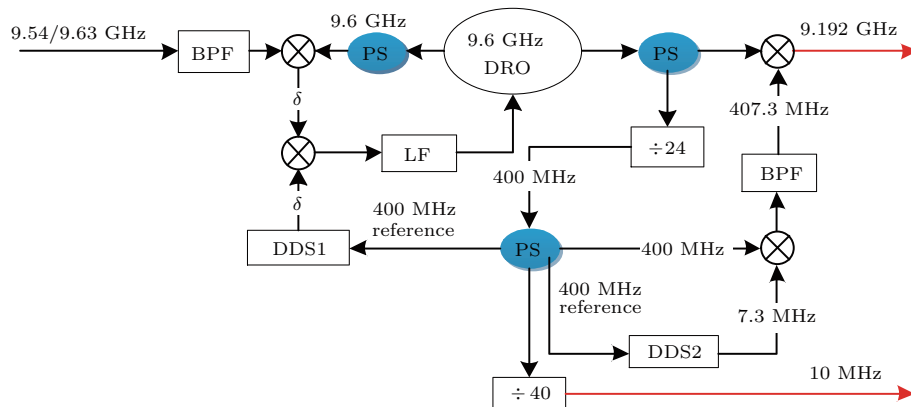 9.54/9.63 GHz
BPF
9.6 GHz
PS
9.6 GHz
DRO
PS
9.192 GHz
δ
407.3 MHz
LF
÷24
BPF
400 MHz
δ
400 MHz
reference
DDS1
PS
400 MHz
400 MHz
reference
7.3 MHz
DDS2
10 MHz
÷40